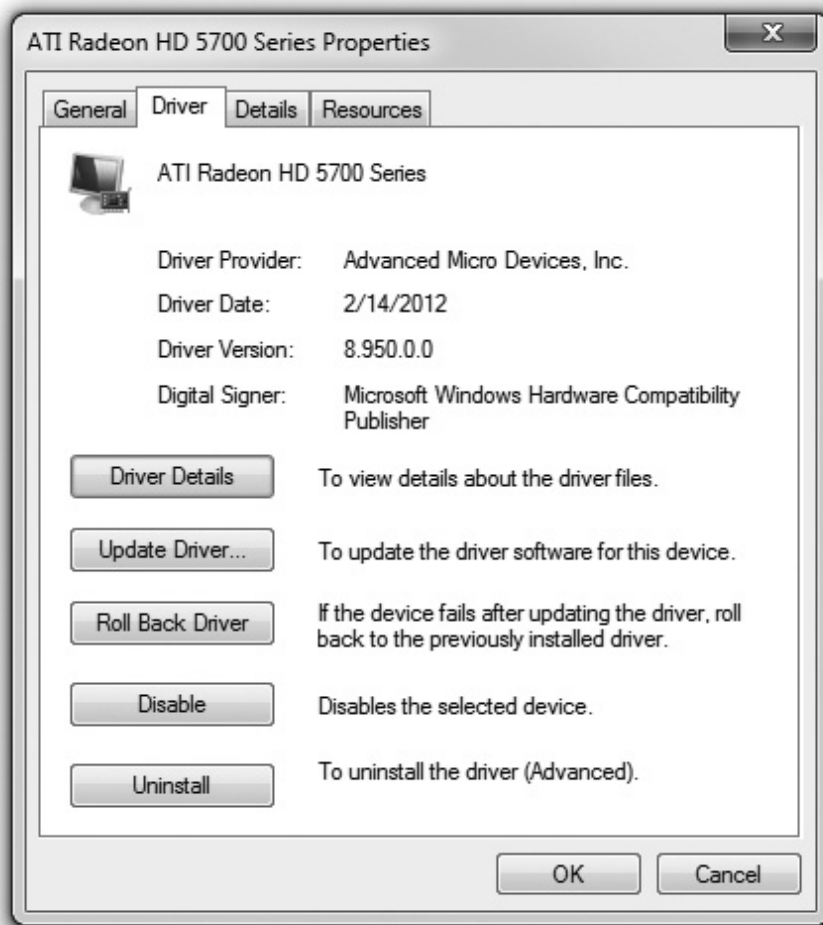 ATI Radeon HD 5700 Series Properties
x
General Driver Details Resources
ATI Radeon HD 5700 Series
Driver Provider: Advanced Micro Devices, Inc.
Driver Date: 2/14/2012
Driver Version: 8.950.0.0
Digital Signer: Microsoft Windows Hardware Compatibility
Publisher
Driver Details To view details about the driver files.
Update Driver... To update the driver software for this device.
Roll Back Driver If the device fails after updating the driver, roll
back to the previously installed driver.
Disable Disables the selected device.
Uninstall To uninstall the driver (Advanced).
OK Cancel